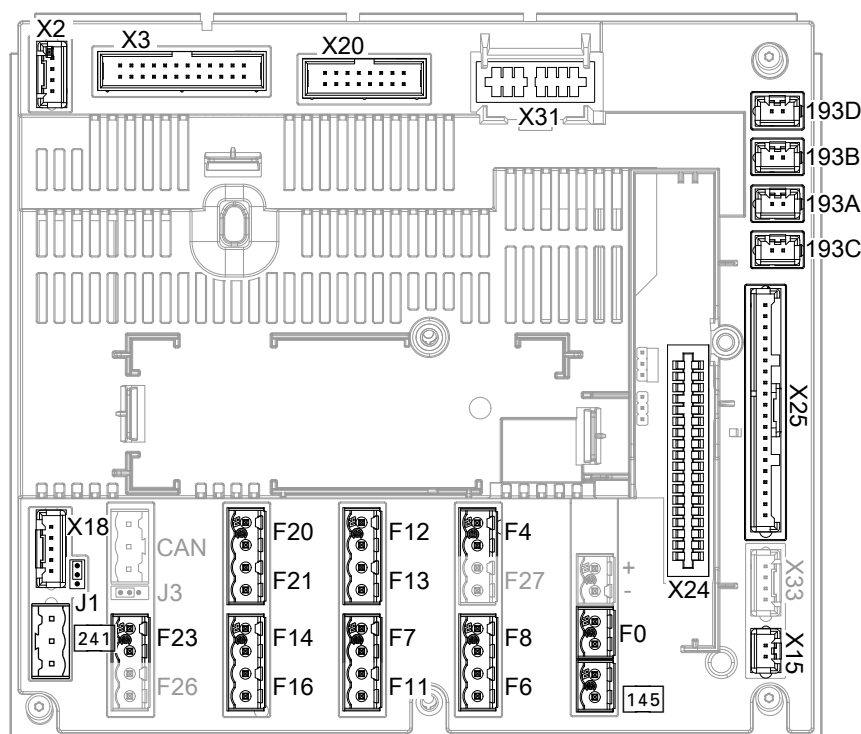 X2
X3
X20
X31
193D
193B
193A
193C
X25
X18
CAN
F20
F12
F4
F21
F13
F27
+
-
J3
J1
X24
X33
241
F23
F14
F7
F8
F0
X15
F26
F16
F11
F6
145